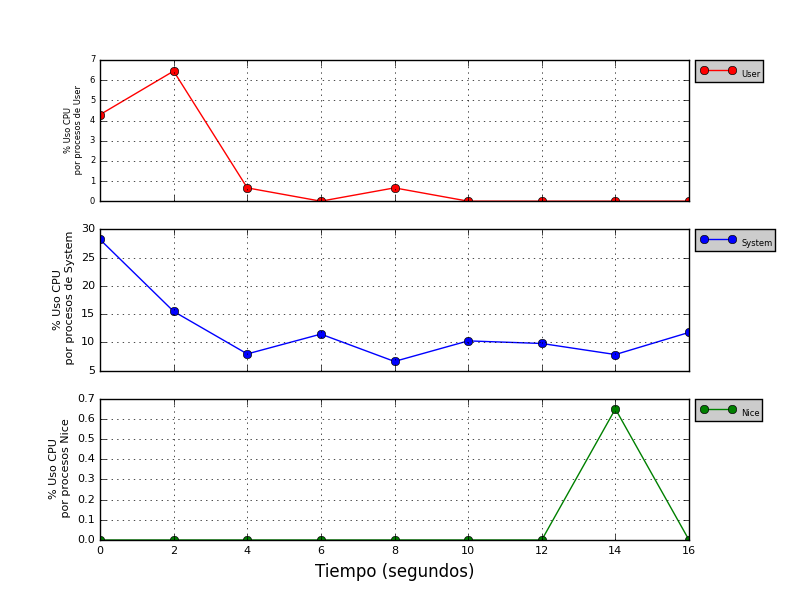 7
6
5
4
3
2
1
0
% Uso CPU
por procesos de User
User
30
25
20
15
10
5
% Uso CPU
por procesos de System
System
0.7
0.6
0.5
0.4
0.3
0.2
0.1
0.0
% Uso CPU
por procesos Nice
Nice
0 2 4 6 8 10 12 14 16
Tiempo (segundos)